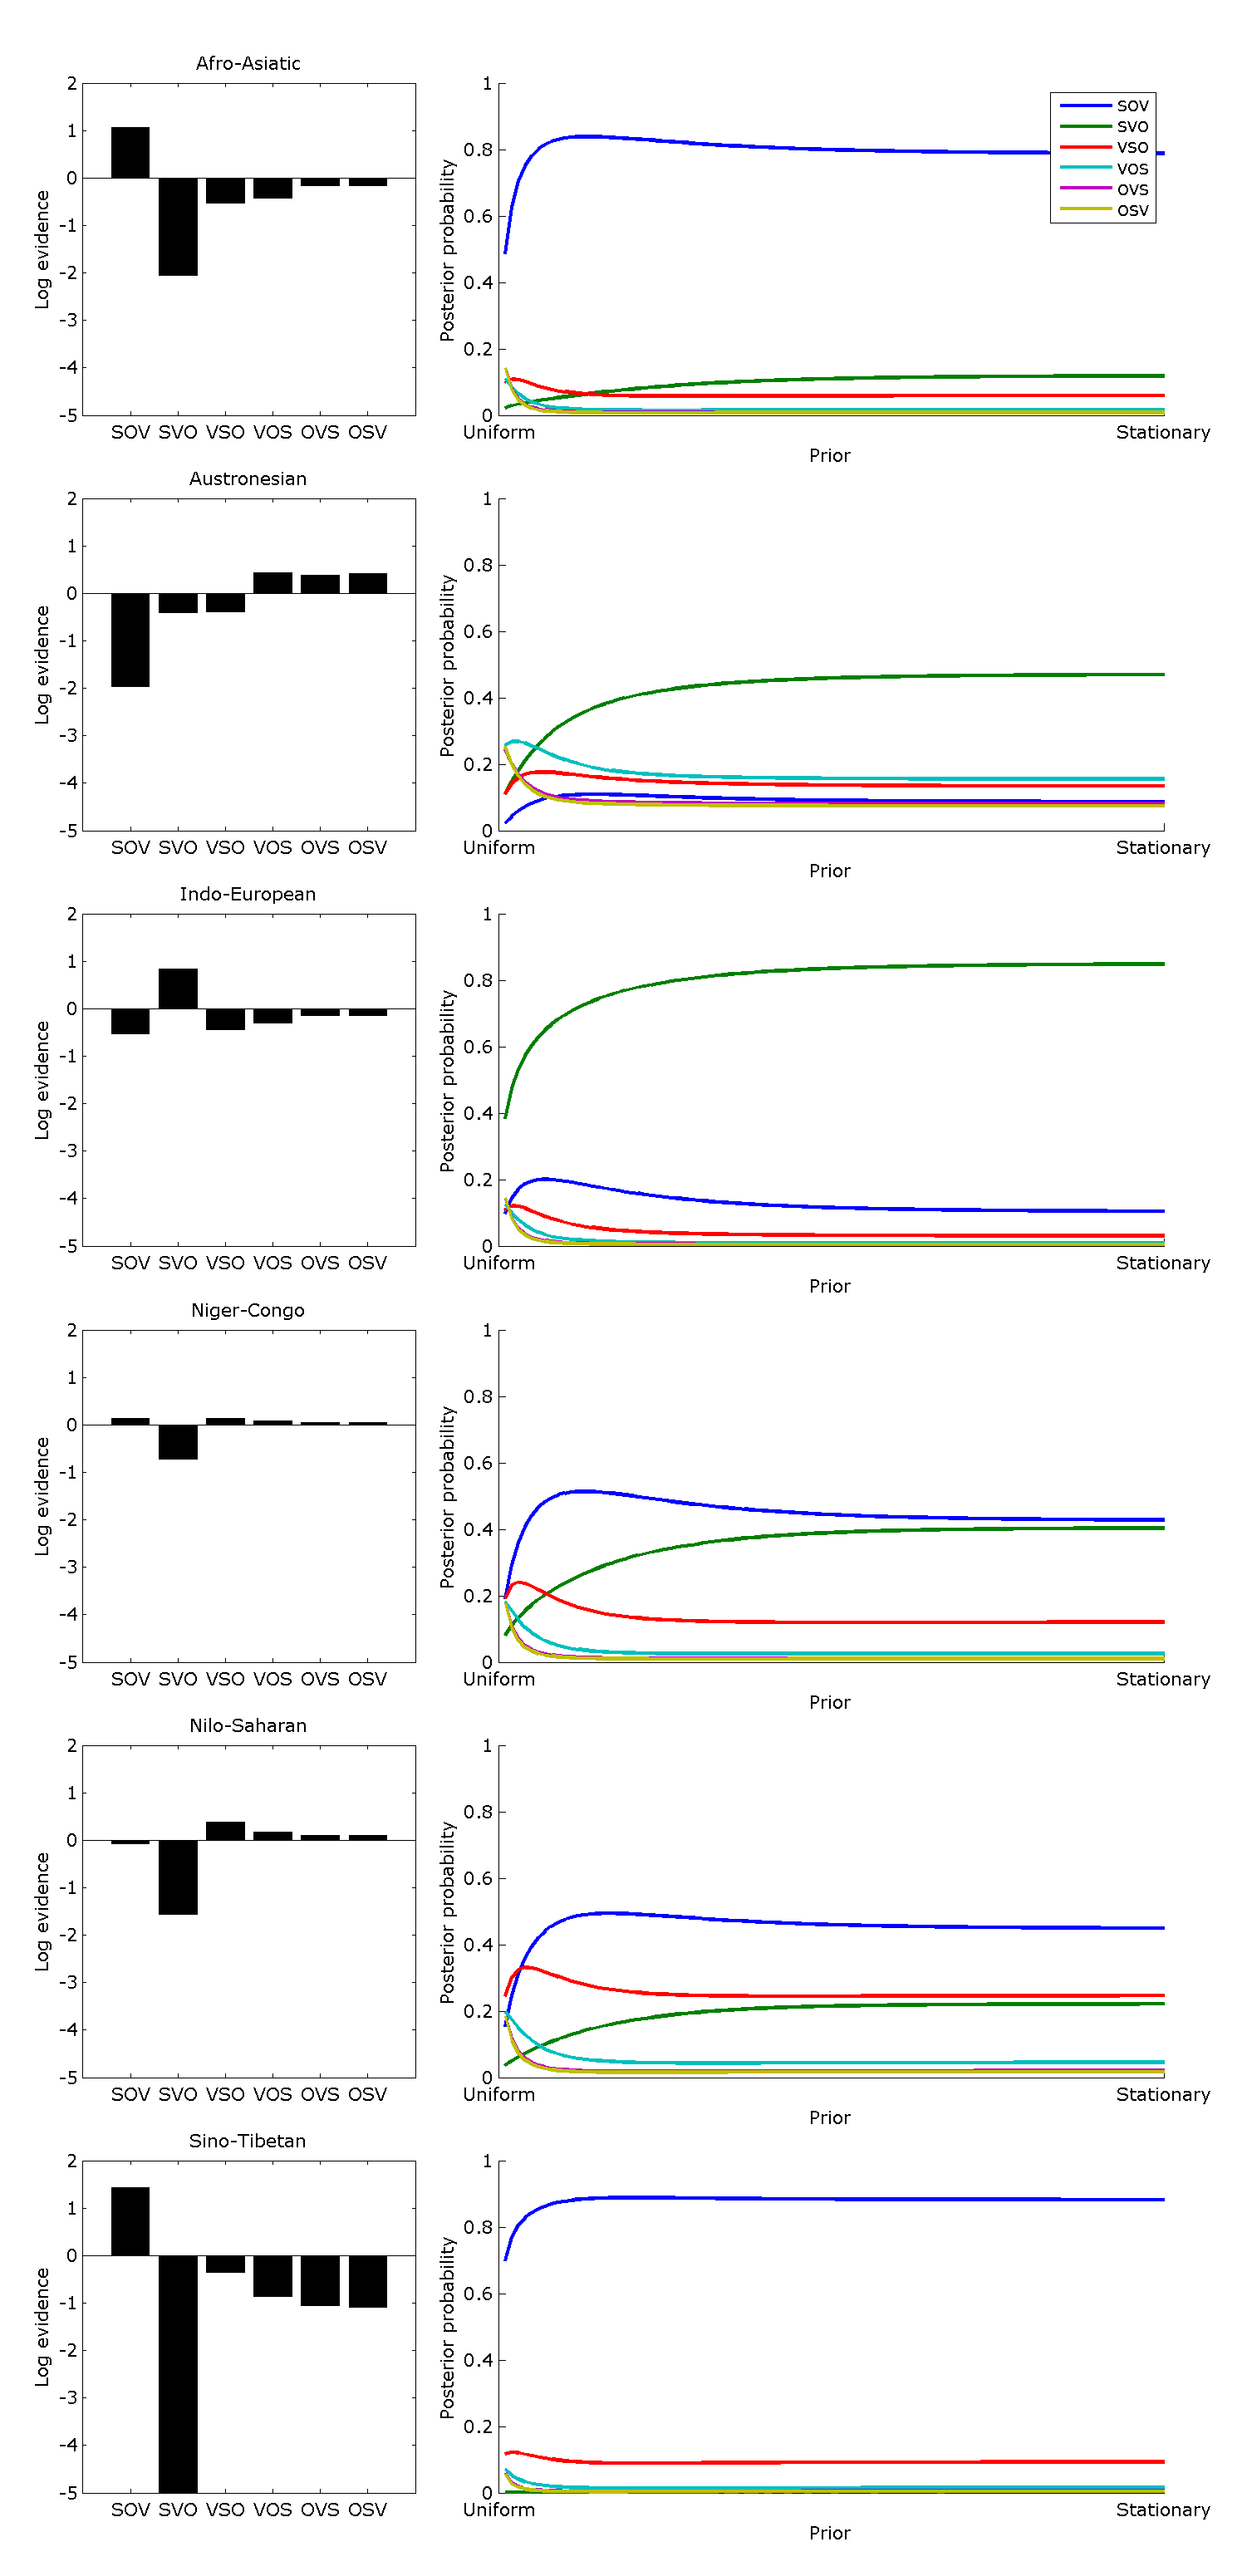 Afro-Asiatic
2
1
0
-1
-2
-3
-4
-5
Log evidence
SOV SVO VSO VOS OVS OSV
1
0.8
0.6
0.4
0.2
0
Posterior probability
SOV
SVO
VSO
VOS
OVS
OSV
Uniform Stationary
Prior
Austronesian
2
1
0
-1
-2
-3
-4
-5
Log evidence
SOV SVO VSO VOS OVS OSV
1
0.8
0.6
0.4
0.2
0
Posterior probability
Uniform Stationary
Prior
Indo-European
2
1
0
-1
-2
-3
-4
-5
Log evidence
SOV SVO VSO VOS OVS OSV
1
0.8
0.6
0.4
0.2
0
Posterior probability
Uniform Stationary
Prior
Niger-Congo
2
1
0
-1
-2
-3
-4
-5
Log evidence
SOV SVO VSO VOS OVS OSV
1
0.8
0.6
0.4
0.2
0
Posterior probability
Uniform Stationary
Prior
Nilo-Saharan
2
1
0
-1
-2
-3
-4
-5
Log evidence
SOV SVO VSO VOS OVS OSV
1
0.8
0.6
0.4
0.2
0
Posterior probability
Uniform Stationary
Prior
Sino-Tibetan
2
1
0
-1
-2
-3
-4
-5
Log evidence
SOV SVO VSO VOS OVS OSV
1
0.8
0.6
0.4
0.2
0
Posterior probability
Uniform Stationary
Prior